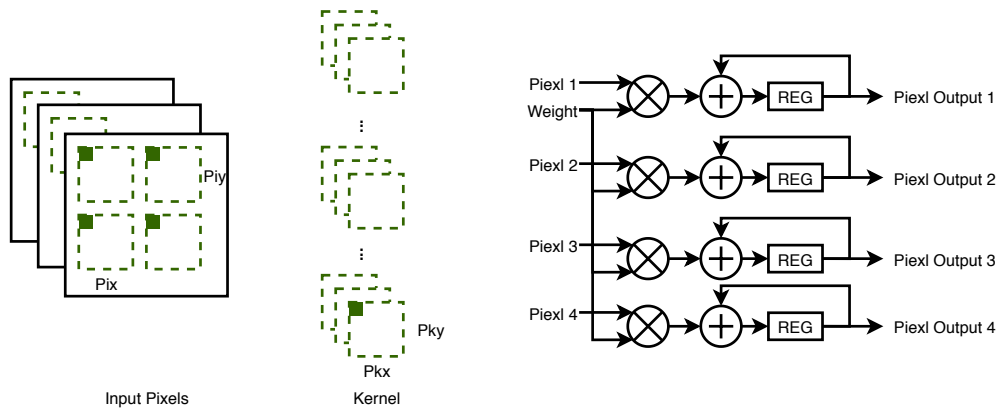 Piy
Pix
Input Pixels
...
...
Pky
Pkx
Kernel
Piexl 1
Weight
REG
Piexl Output 1
Piexl 2
REG
Piexl Output 2
Piexl 3
REG
Piexl Output 3
Piexl 4
REG
Piexl Output 4